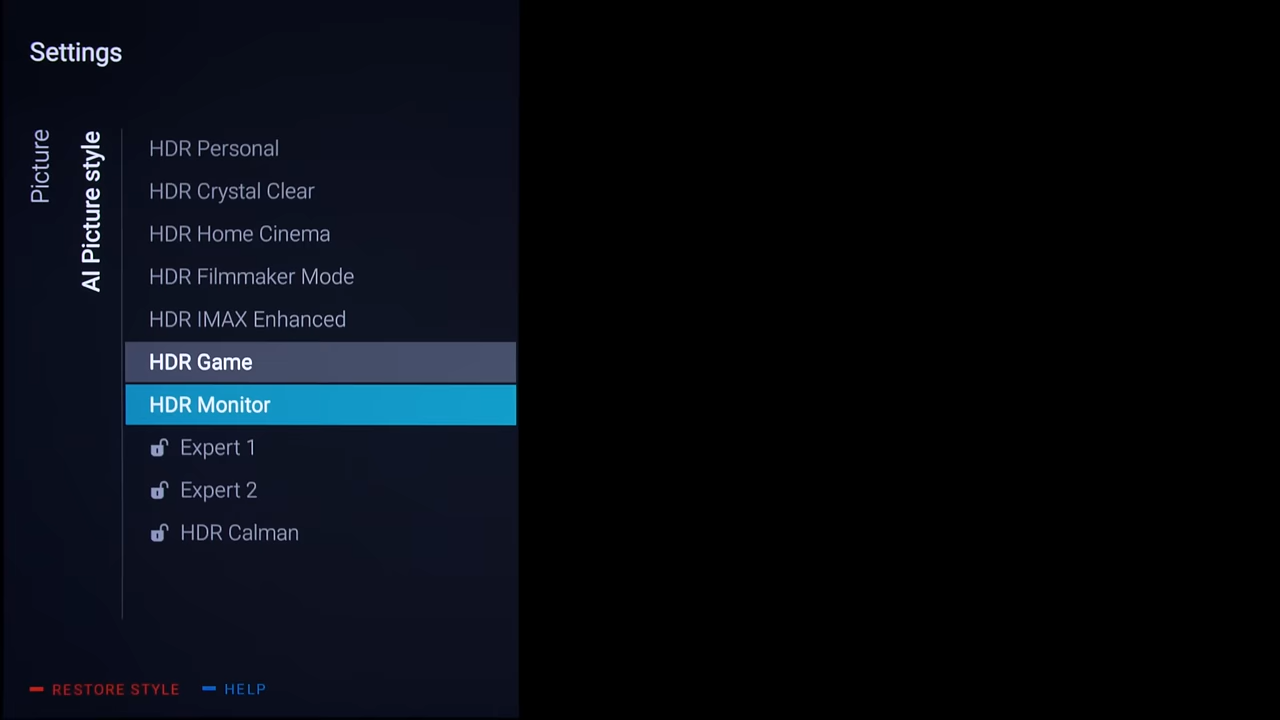 Settings
Picture
AI Picture style
HDR Personal
HDR Crystal Clear
HDR Home Cinema
HDR Filmmaker Mode
HDR IMAX Enhanced
HDR Game
HDR Monitor
Expert 1
Expert 2
HDR Calman
RESTORE STYLE
HELP